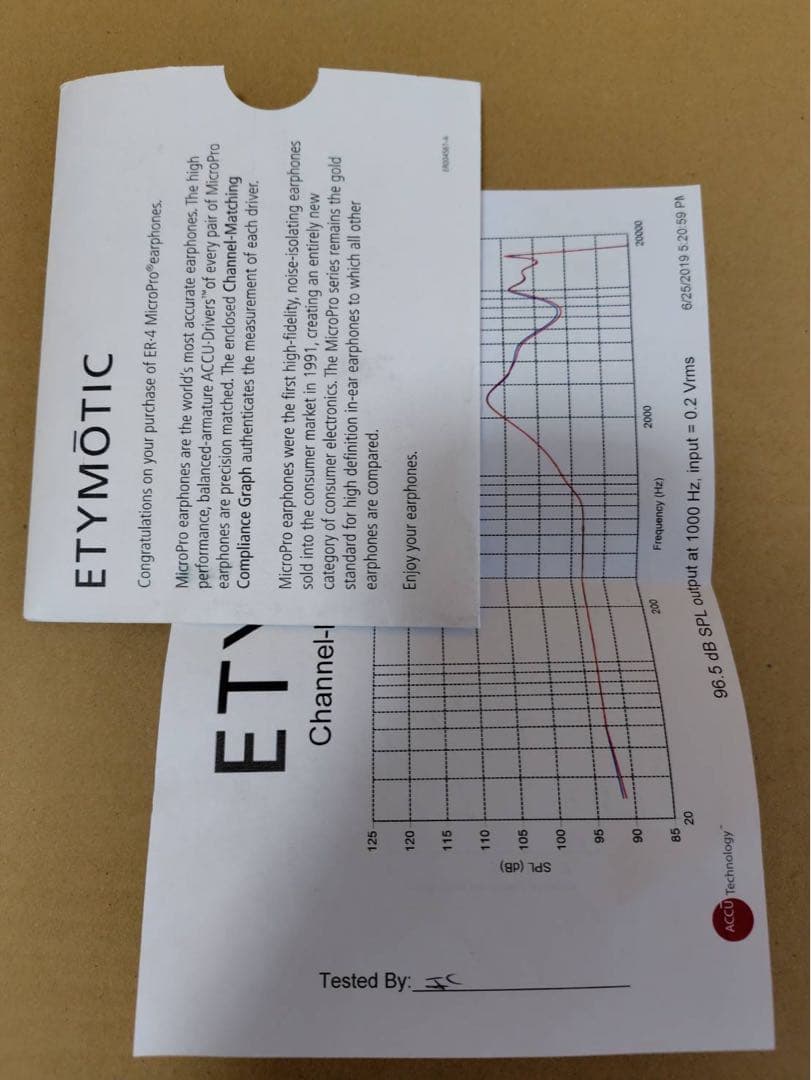 ETYMŌTIC
Congratulations on your purchase of ER-4 MicroPro® earphones.
MicroPro earphones are the world's most accurate earphones. The high
performance, balanced-armature ACCU-Drivers™ of every pair of MicroPro
earphones are precision matched. The enclosed Channel-Matching
Compliance Graph authenticates the measurement of each driver.
MicroPro earphones were the first high-fidelity, noise-isolating earphones
sold into the consumer market in 1991, creating an entirely new
category of consumer electronics. The MicroPro series remains the gold
standard for high definition in-ear earphones to which all other
earphones are compared.
Enjoy your earphones.
ER004561-A
ETY
Channel-
125
120
115
110
105
100
95
90
85
SPL (dB)
20
200
2000
20000
Frequency (Hz)
96.5 dB SPL output at 1000 Hz, input = 0.2 Vrms
6/25/2019 5:20:59 PM
Tested By: JC
ACCU Technology™